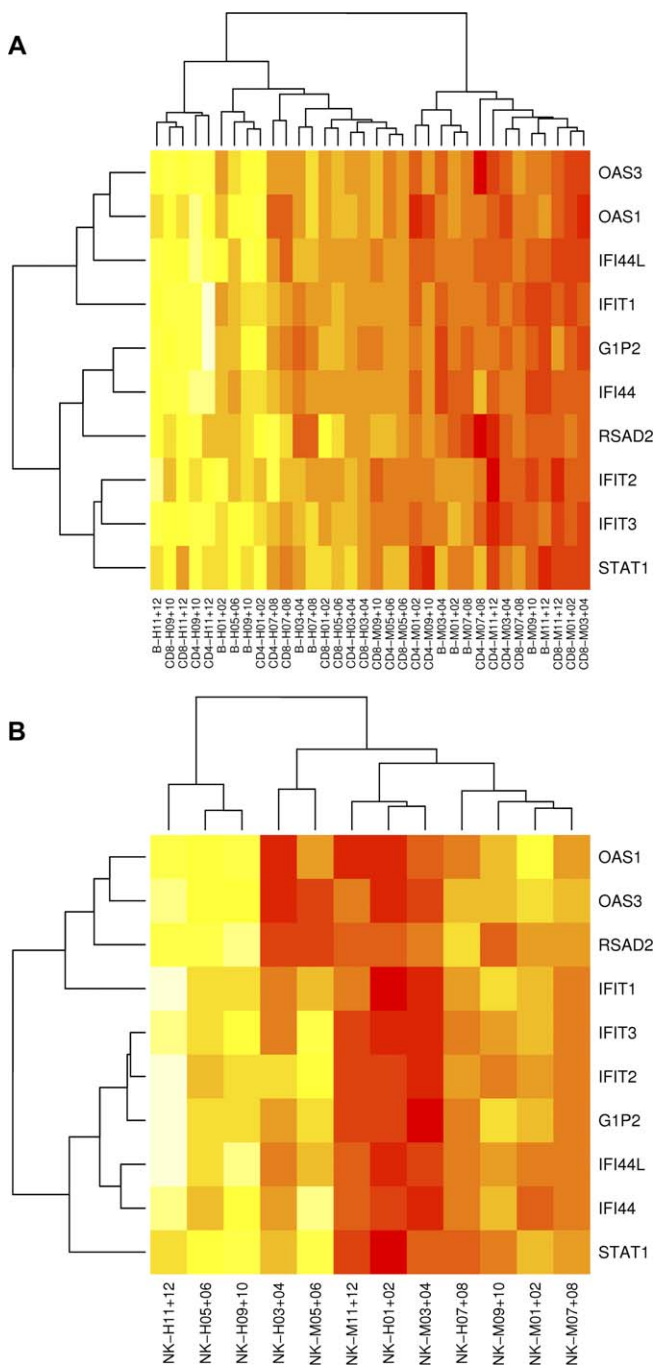 A
OAS3
OAS1
IFI44L
IFIT1
G1P2
IFI44
RSAD2
IFIT2
IFIT3
STAT1
B−H11+12
CD8−H09+10
CD8−H11+12
CD4−H09+10
CD4−H11+12
B−H01+02
B−H05+06
B−H09+10
CD4−H01+02
CD4−H07+08
CD8−H07+08
B−H03+04
B−H07+08
CD8−H01+02
CD8−H05+06
CD4−H03+04
CD8−H03+04
CD8−M09+10
CD4−M05+06
CD8−M05+06
CD4−M01+02
CD4−M09+10
B−M03+04
B−M01+02
B−M07+08
CD4−M07+08
CD4−M11+12
CD4−M03+04
CD8−M07+08
B−M09+10
B−M11+12
CD8−M11+12
CD8−M01+02
CD8−M03+04
B
OAS1
OAS3
RSAD2
IFIT1
IFIT3
IFIT2
G1P2
IFI44L
IFI44
STAT1
NK−H11+12
NK−H05+06
NK−H09+10
NK−H03+04
NK−M05+06
NK−M11+12
NK−H01+02
NK−M03+04
NK−H07+08
NK−M09+10
NK−M01+02
NK−M07+08